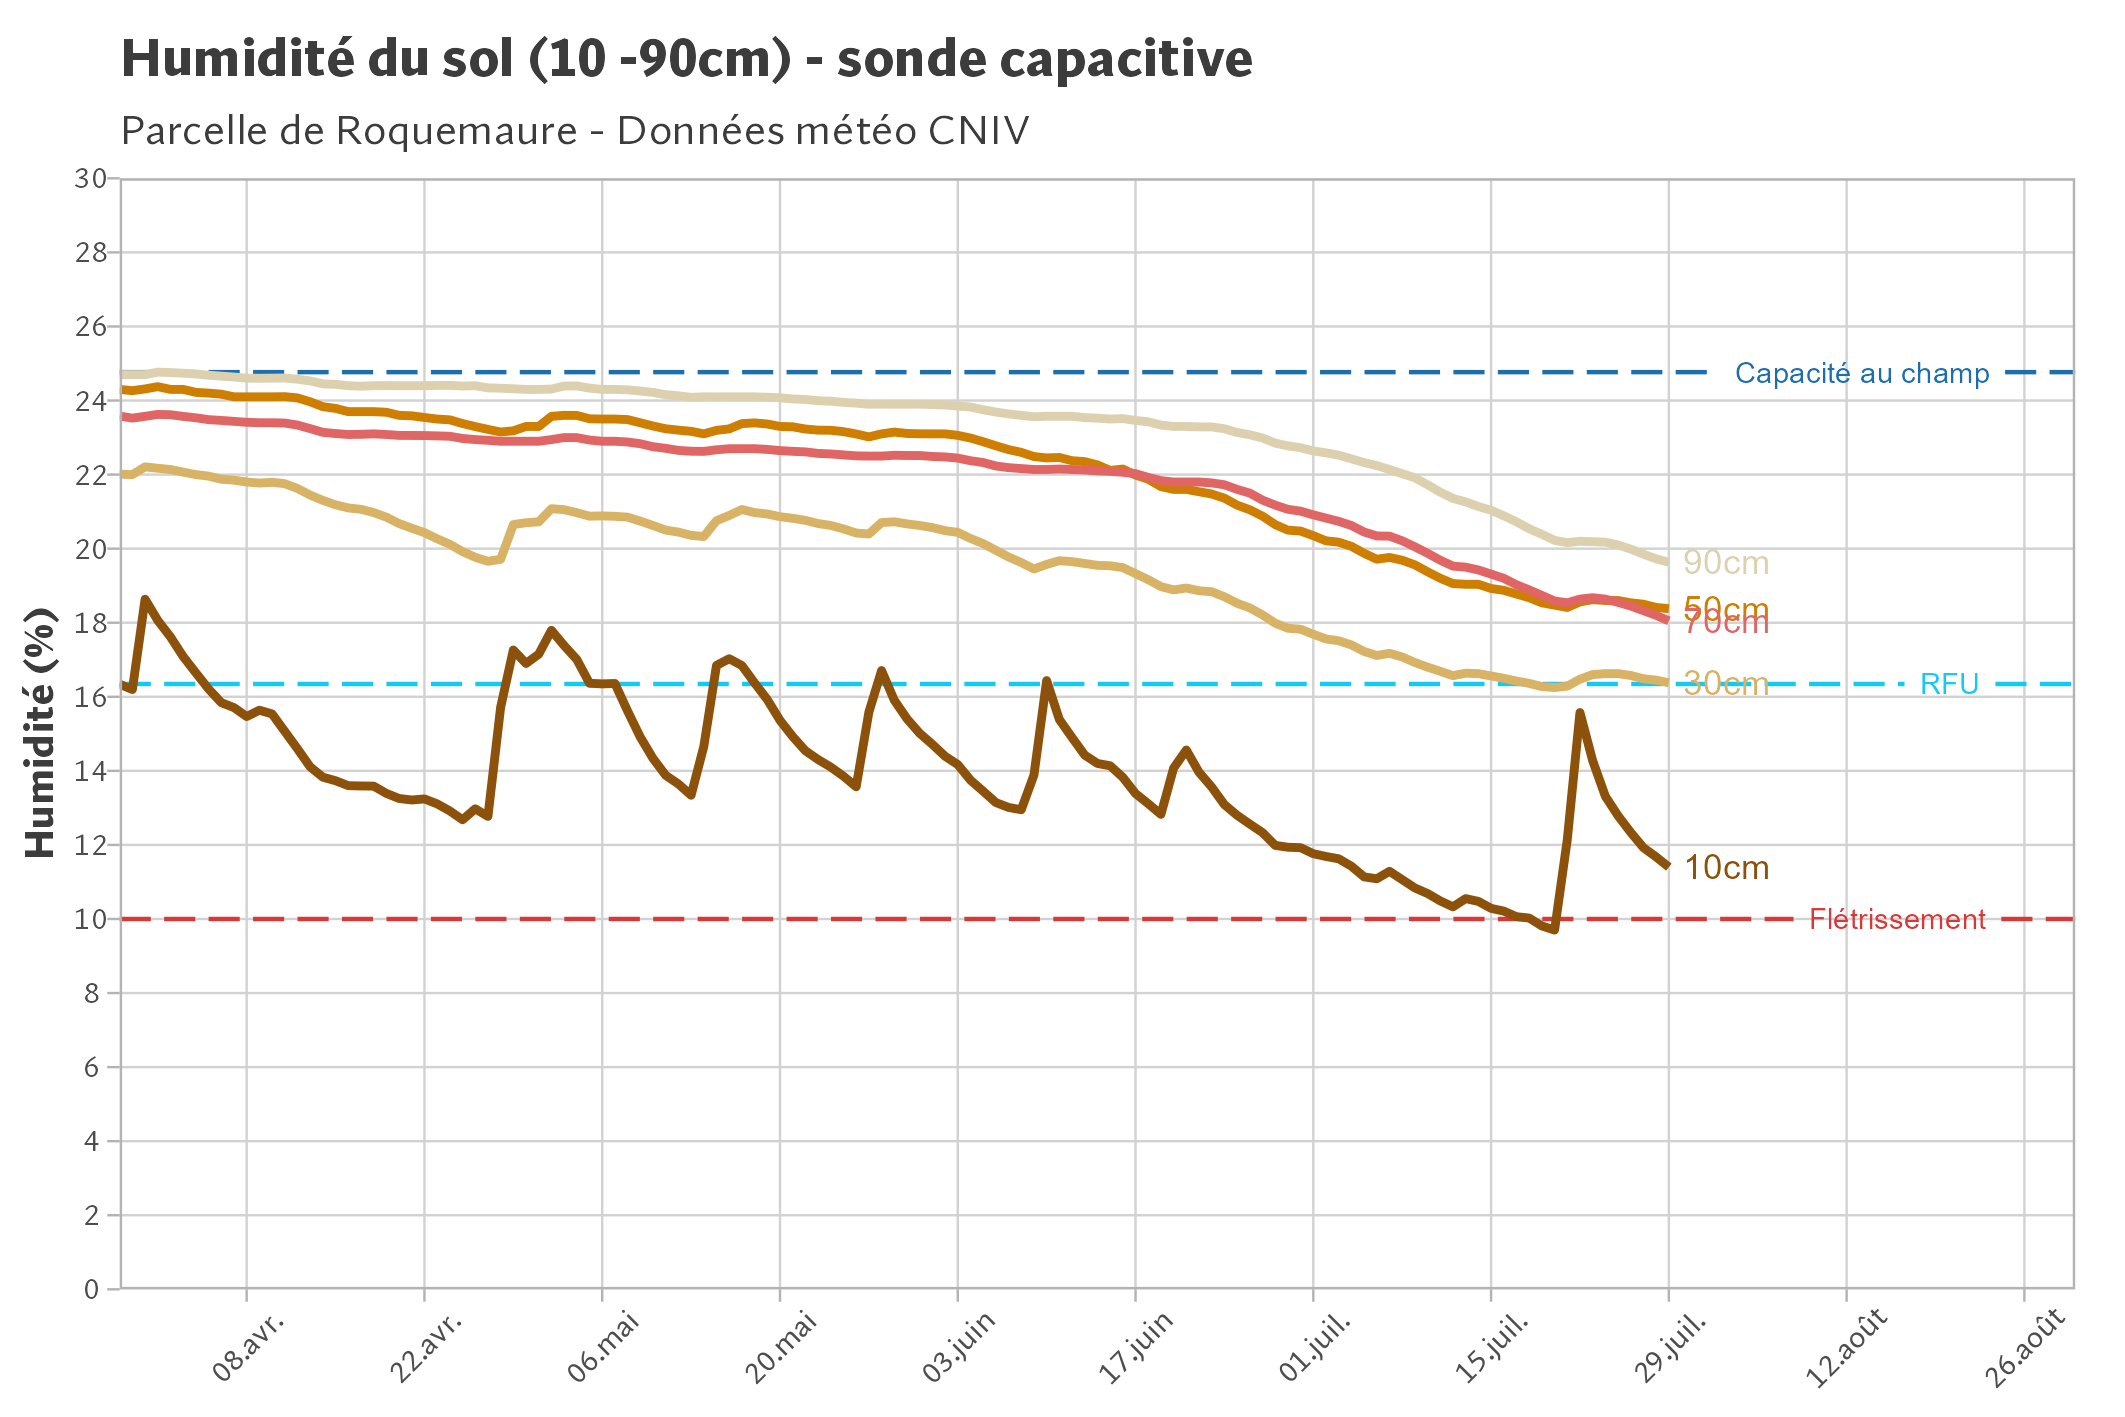 Humidité du sol (10 -90cm) - sonde capacitive
Parcelle de Roquemaure - Données météo CNIV
Humidité (%)
30
28
26
24
22
20
18
16
14
12
10
8
6
4
2
0
Capacité au champ
90cm
50cm
70cm
30cm
RFU
10cm
Flétrissement
08.avr.
22.avr.
06.mai
20.mai
03.juin
17.juin
01.juil.
15.juil.
29.juil.
12.août
26.août